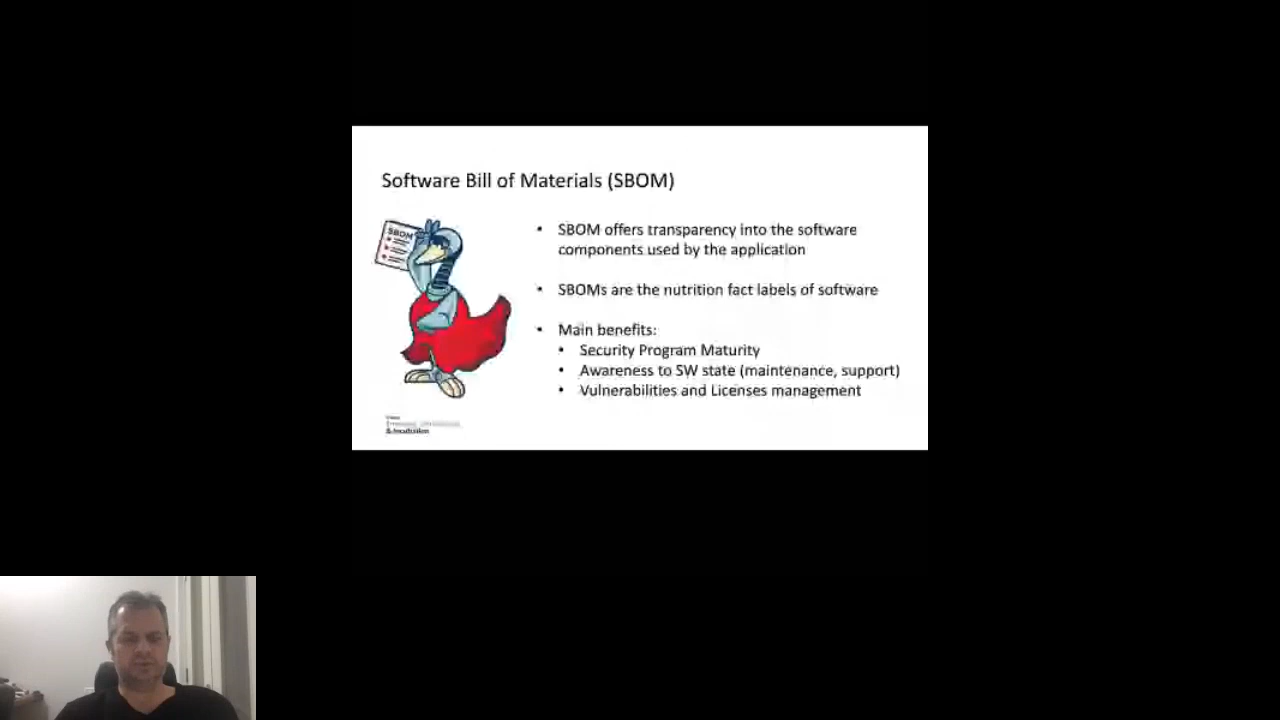 Software Bill of Materials (SBOM)
SBOM
• SBOM offers transparency into the software
components used by the application
• SBOMs are the nutrition fact labels of software
• Main benefits:
• Security Program Maturity
• Awareness to SW state (maintenance, support)
• Vulnerabilities and Licenses management